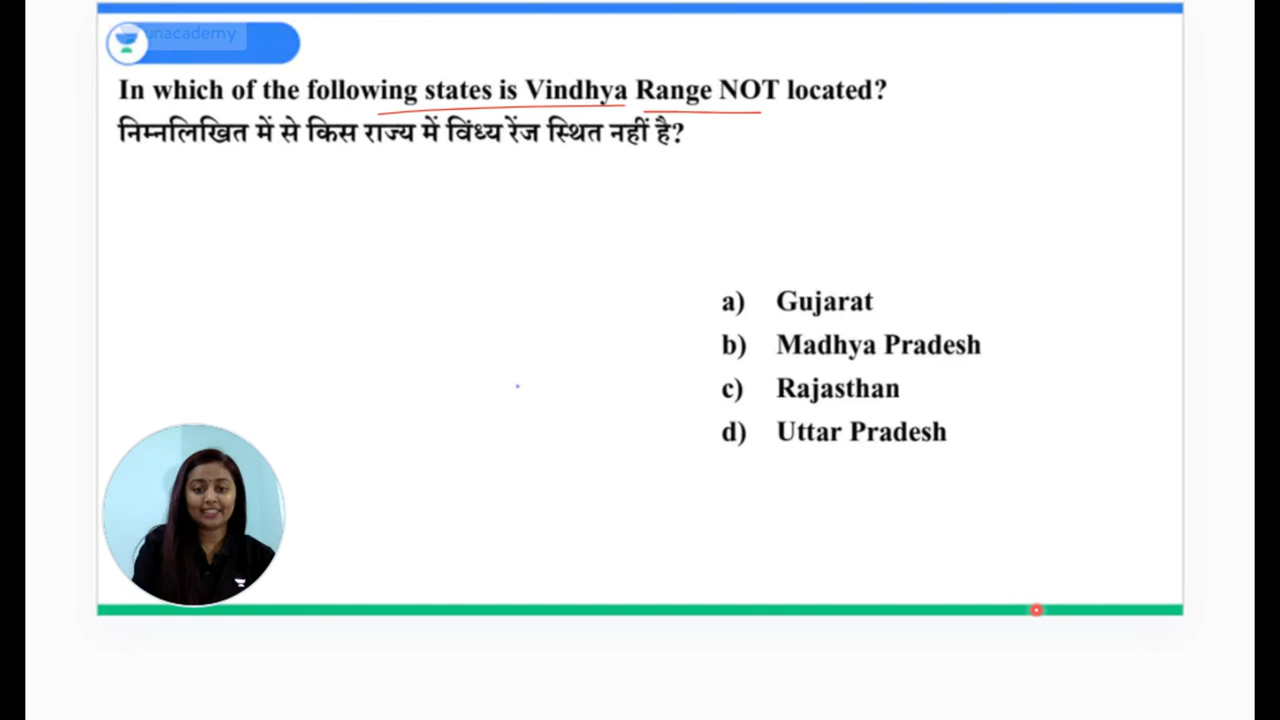 unacademy
In which of the following states is Vindhya Range NOT located?
निम्नलिखित में से किस राज्य में विंध्य रेंज स्थित नहीं है?
a) Gujarat
b) Madhya Pradesh
c) Rajasthan
d) Uttar Pradesh